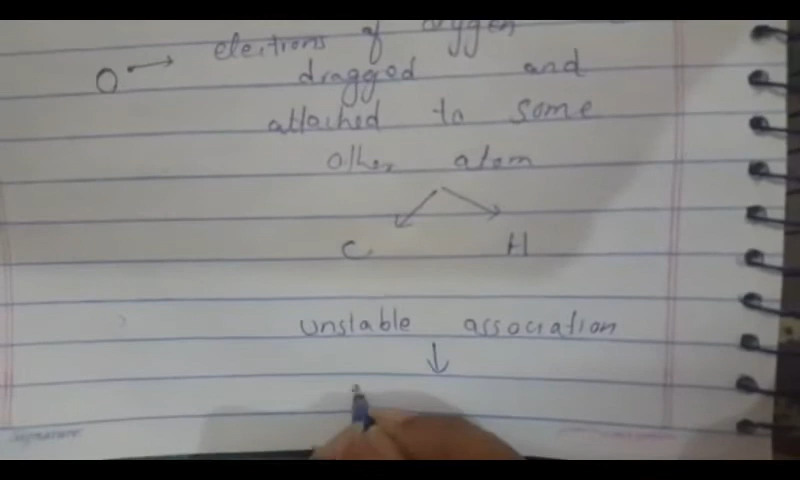 O → electrons of oxygen
dragged and
attached to some
other atom
C H
unstable association
↓